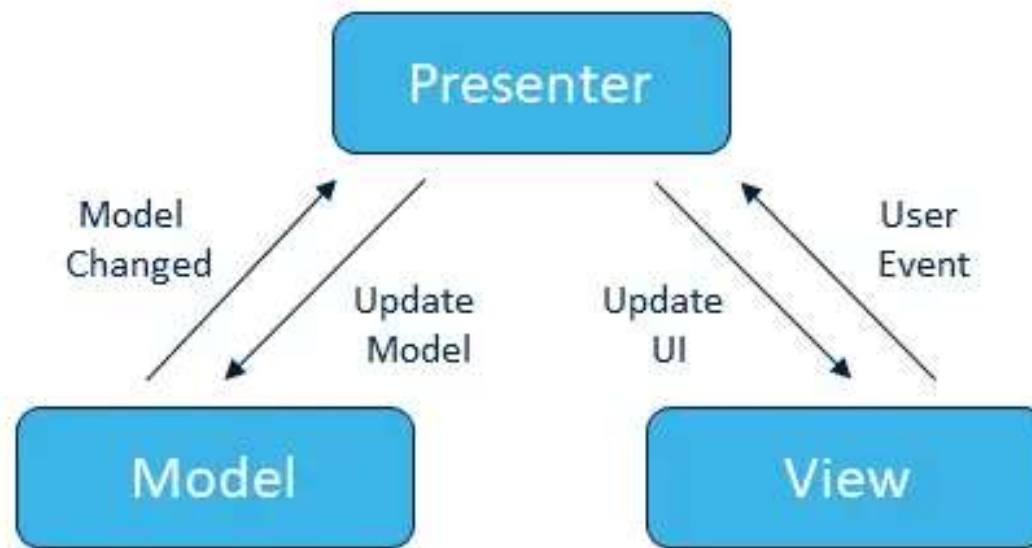 Presenter
Model
Changed
User
Event
Update
Model
Update
UI
Model
View